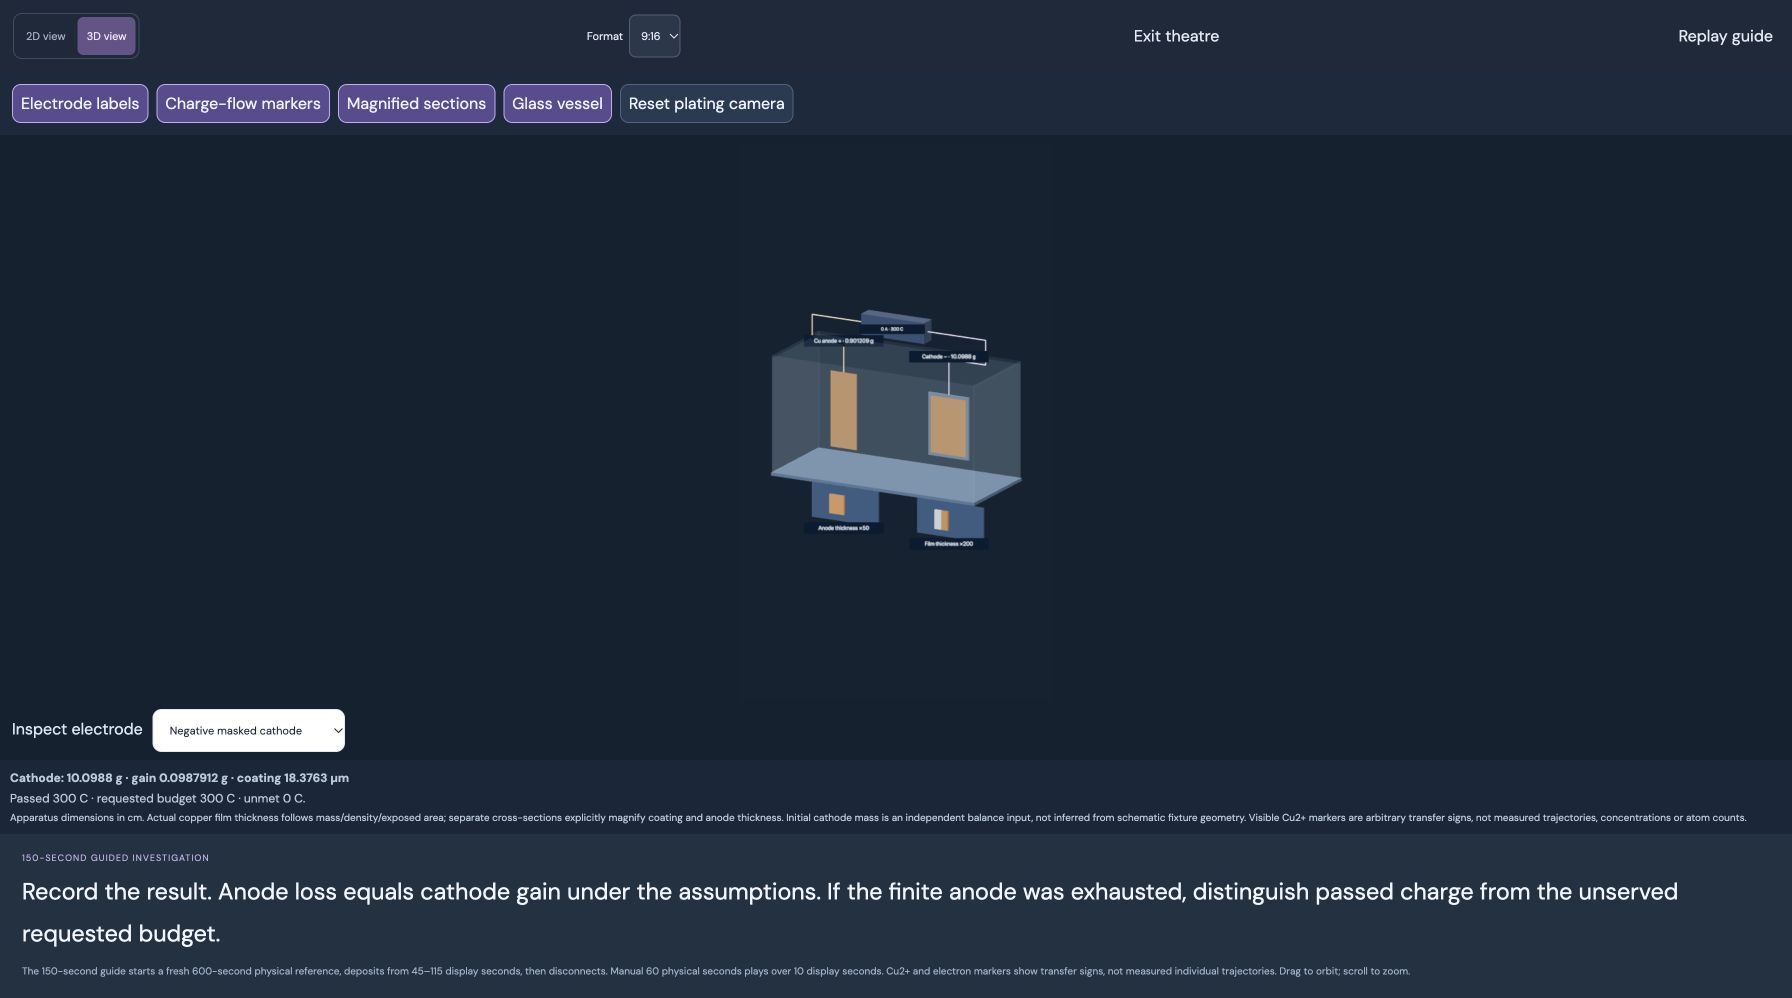 2D view
3D view
Format
9:16
Exit theatre
Replay guide
Electrode labels
Charge-flow markers
Magnified sections
Glass vessel
Reset plating camera
0 A · 300 C
Cu anode + · 0.901209 g
Cathode − · 10.0988 g
Anode thickness ×50
Film thickness ×200
Inspect electrode
Negative masked cathode
Cathode: 10.0988 g · gain 0.0987912 g · coating 18.3763 µm
Passed 300 C · requested budget 300 C · unmet 0 C.
Apparatus dimensions in cm. Actual copper film thickness follows mass/density/exposed area; separate cross-sections explicitly magnify coating and anode thickness. Initial cathode mass is an independent balance input, not inferred from schematic fixture geometry. Visible Cu2+ markers are arbitrary transfer signs, not measured trajectories, concentrations or atom counts.
150-SECOND GUIDED INVESTIGATION
Record the result. Anode loss equals cathode gain under the assumptions. If the finite anode was exhausted, distinguish passed charge from the unserved
requested budget.
The 150-second guide starts a fresh 600-second physical reference, deposits from 45–115 display seconds, then disconnects. Manual 60 physical seconds plays over 10 display seconds. Cu2+ and electron markers show transfer signs, not measured individual trajectories. Drag to orbit; scroll to zoom.